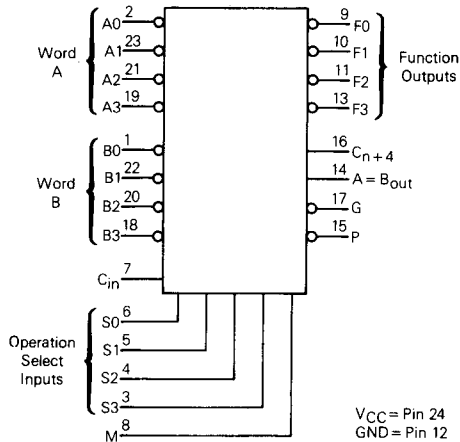 Word
A
A0 2
A1 23
A2 21
A3 19
Word
B
B0 1
B1 22
B2 20
B3 18
Cin 7
Operation
Select
Inputs
S0 6
S1 5
S2 4
S3 3
M 8
9 F0
10 F1
11 F2
13 F3
Function
Outputs
16 Cn+4
14 A=Bout
17 G
15 P
VCC = Pin 24
GND = Pin 12